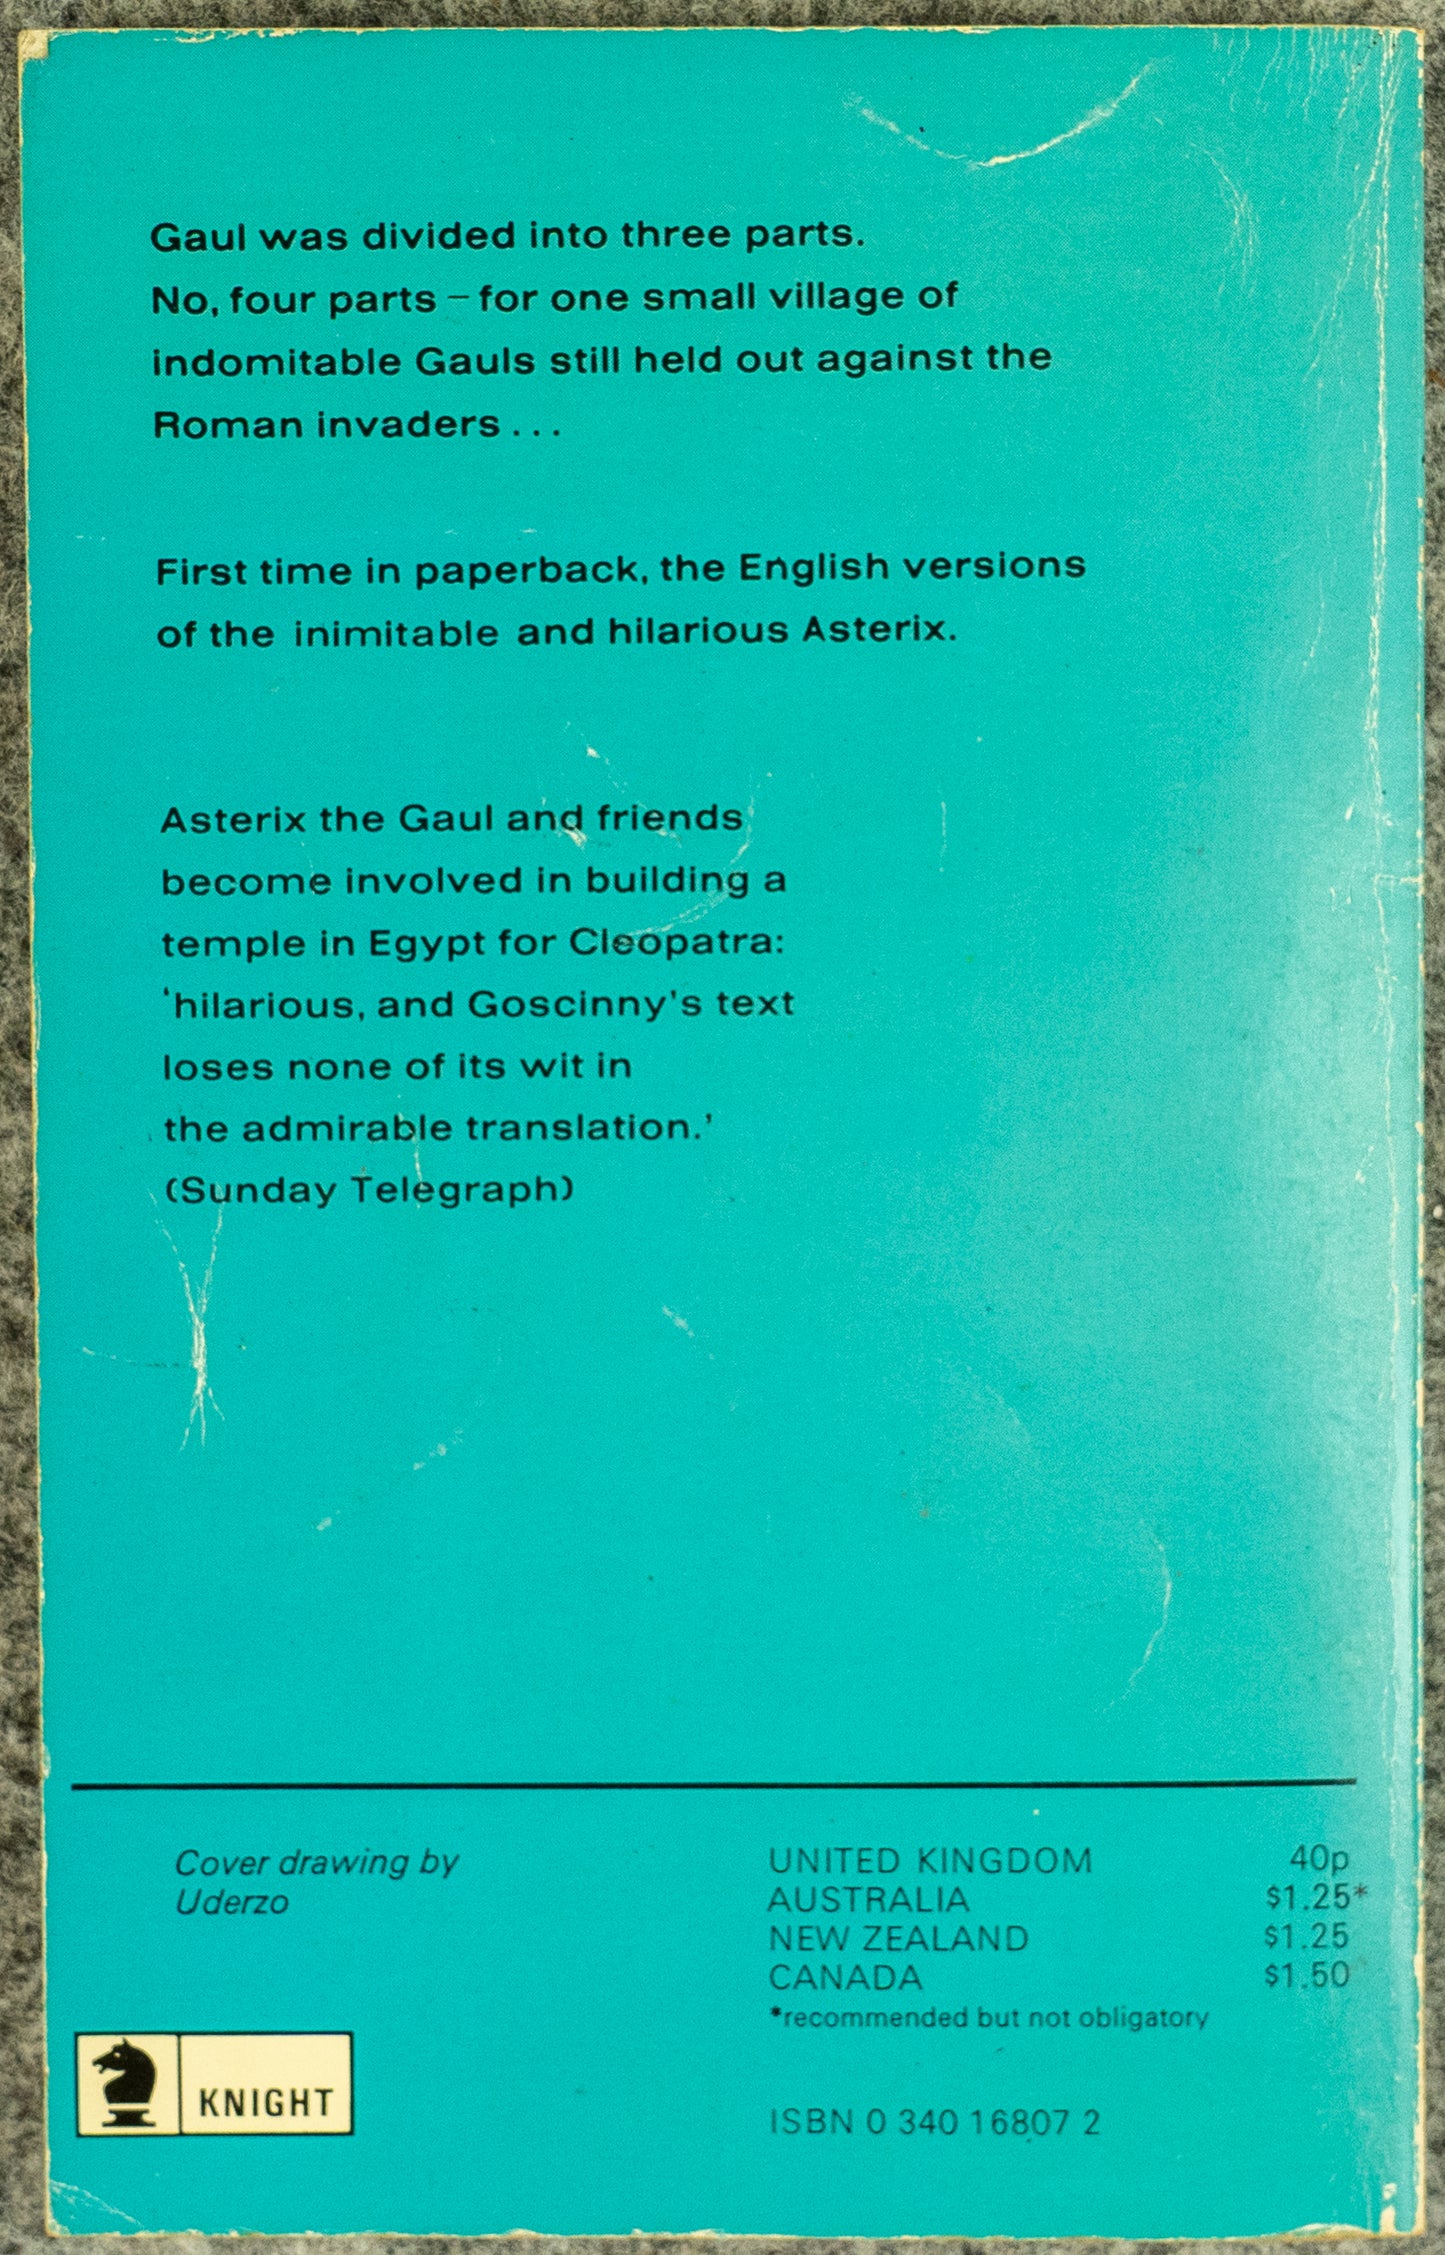 Gaul was divided into three parts.
No, four parts – for one small village of
indomitable Gauls still held out against the
Roman invaders . . .
First time in paperback, the English versions
of the inimitable and hilarious Asterix.
Asterix the Gaul and friends
become involved in building a
temple in Egypt for Cleopatra:
‘hilarious, and Goscinny's text
loses none of its wit in
the admirable translation.’
(Sunday Telegraph)
Cover drawing by
Uderzo
UNITED KINGDOM 40p
AUSTRALIA $1.25*
NEW ZEALAND $1.25
CANADA $1.50
*recommended but not obligatory
KNIGHT
ISBN 0 340 16807 2